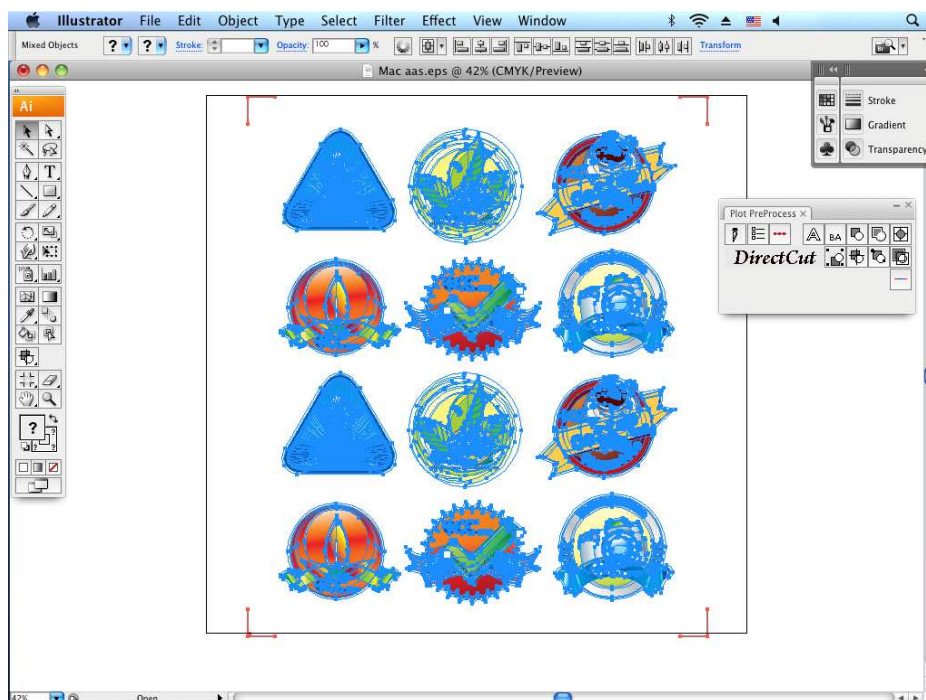 Illustrator File Edit Object Type Select Filter Effect View Window
Mixed Objects ? ? Stroke: Opacity: 100 % Transform
Mac aas.eps @ 42% (CMYK/Preview)
Ai
Stroke
Gradient
Transparency
T
Plot PreProcess ×
A BA
DirectCut
?
?
?
?
42% Open